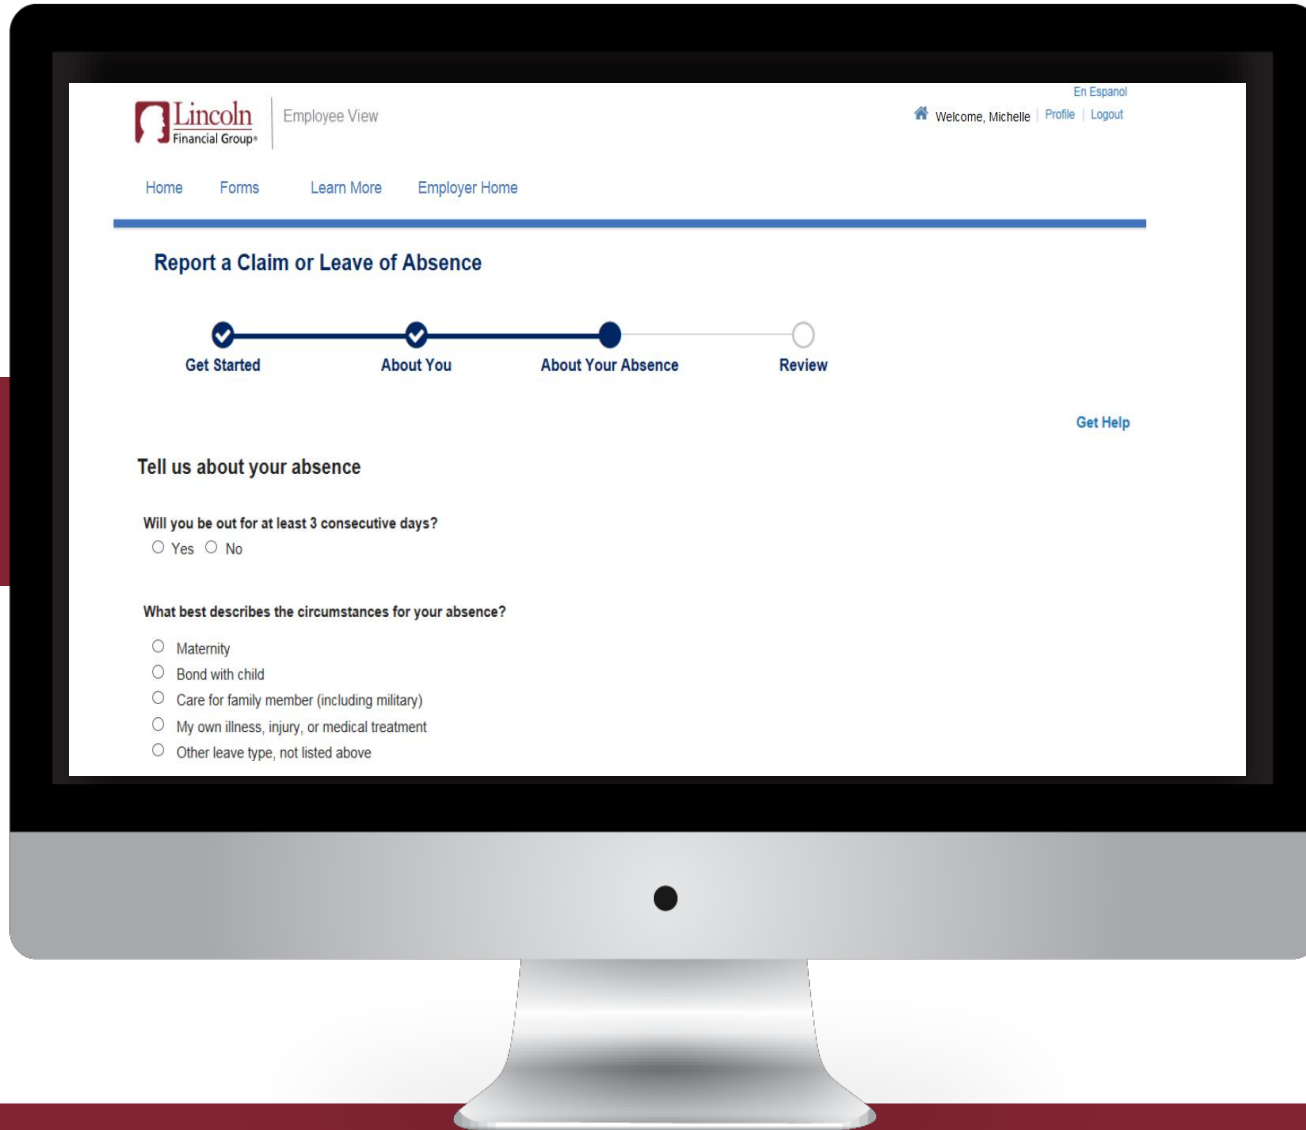 En Espanol
Lincoln
Financial Group®
Employee View
Welcome, Michelle | Profile | Logout
Home Forms Learn More Employer Home
Report a Claim or Leave of Absence
Get Started About You About Your Absence Review
Get Help
Tell us about your absence
Will you be out for at least 3 consecutive days?
Yes No
What best describes the circumstances for your absence?
Maternity
Bond with child
Care for family member (including military)
My own illness, injury, or medical treatment
Other leave type, not listed above